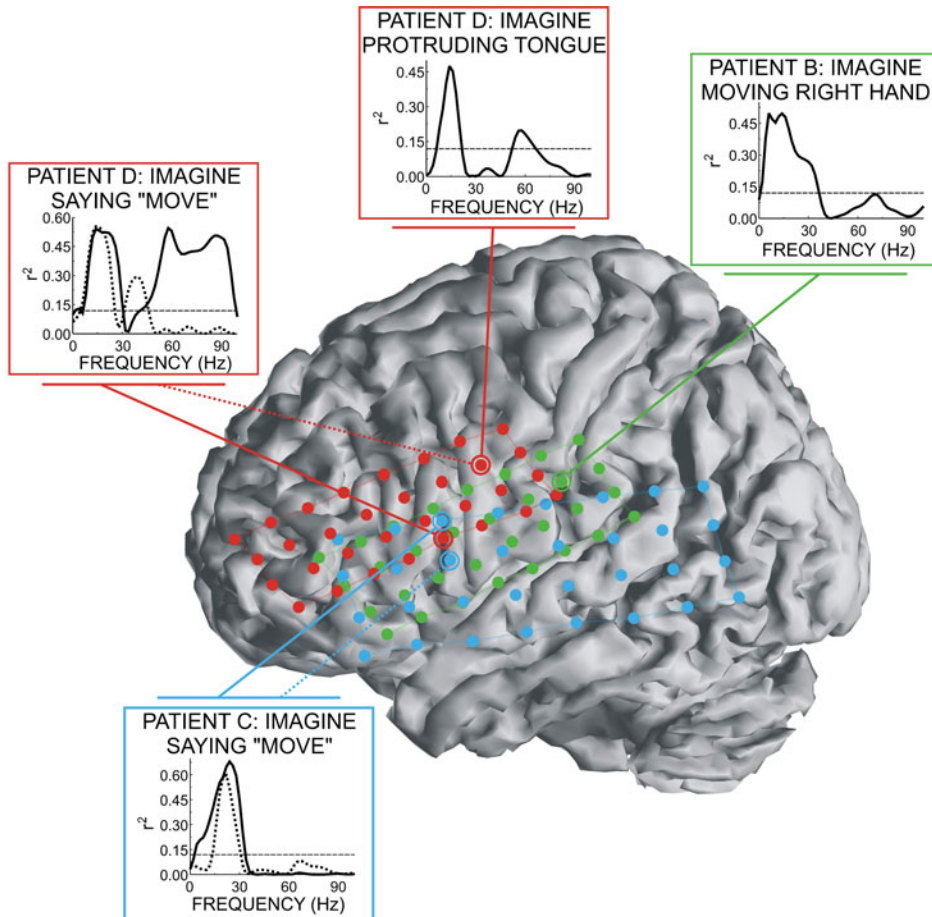 PATIENT D: IMAGINE
PROTRUDING TONGUE
0.45
0.30
0.15
0.00
r²
0 30 60 90
FREQUENCY (Hz)
PATIENT B: IMAGINE
MOVING RIGHT HAND
0.45
0.30
0.15
0.00
r²
0 30 60 90
FREQUENCY (Hz)
PATIENT D: IMAGINE
SAYING "MOVE"
0.60
0.45
0.30
0.15
0.00
r²
0 30 60 90
FREQUENCY (Hz)
PATIENT C: IMAGINE
SAYING "MOVE"
0.60
0.45
0.30
0.15
0.00
r²
0 30 60 90
FREQUENCY (Hz)